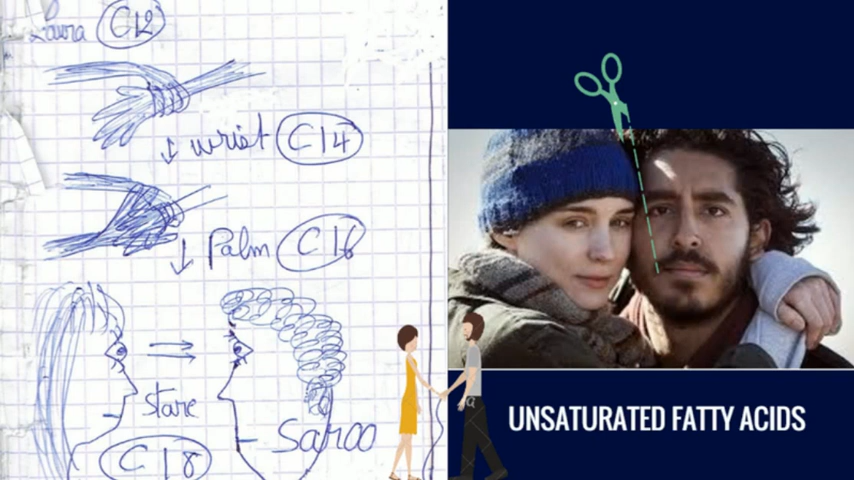 Laura C12
↓ wrist C14
↓ Palm C16
stare
Saroo
C18
UNSATURATED FATTY ACIDS